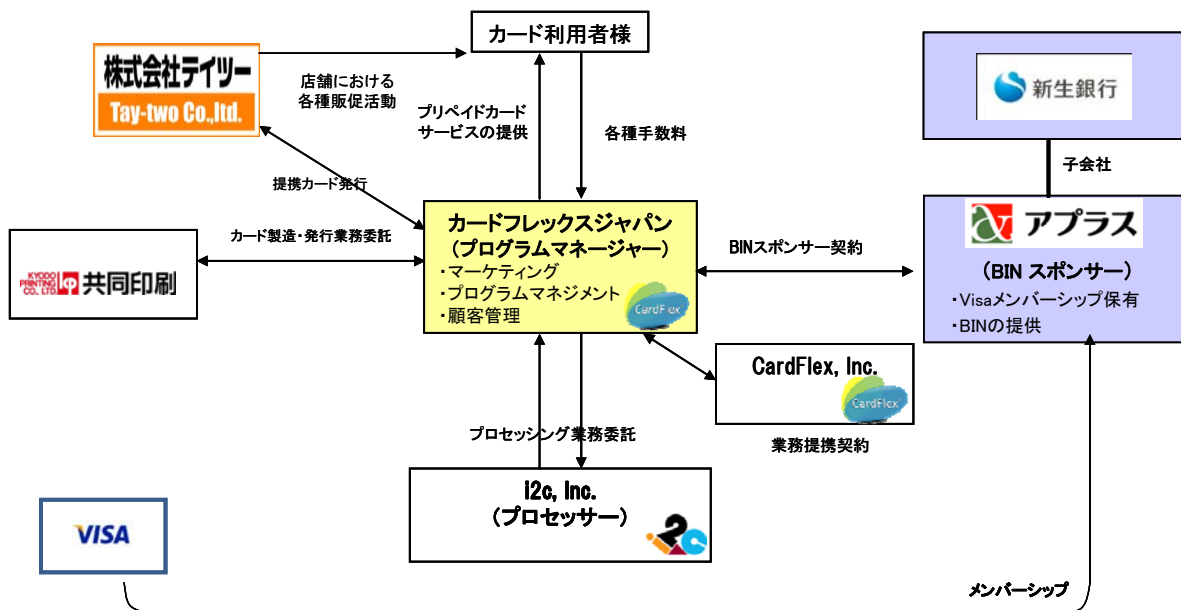 カード利用者様
株式会社テイツー
Tay-two Co.,ltd.
店舗における
各種販促活動
プリペイドカード
サービスの提供
各種手数料
新生銀行
子会社
提携カード発行
カードフレックスジャパン
(プログラムマネージャー)
・マーケティング
・プログラムマネジメント
・顧客管理
CardFlex
カード製造・発行業務委託
KYODO
PRINTING
CO., LTD.
共同印刷
BINスポンサー契約
アプラス
(BIN スポンサー)
・Visaメンバーシップ保有
・BINの提供
CardFlex, Inc.
CardFlex
業務提携契約
プロセッシング業務委託
i2c, Inc.
(プロセッサー)
i2c
VISA
メンバーシップ